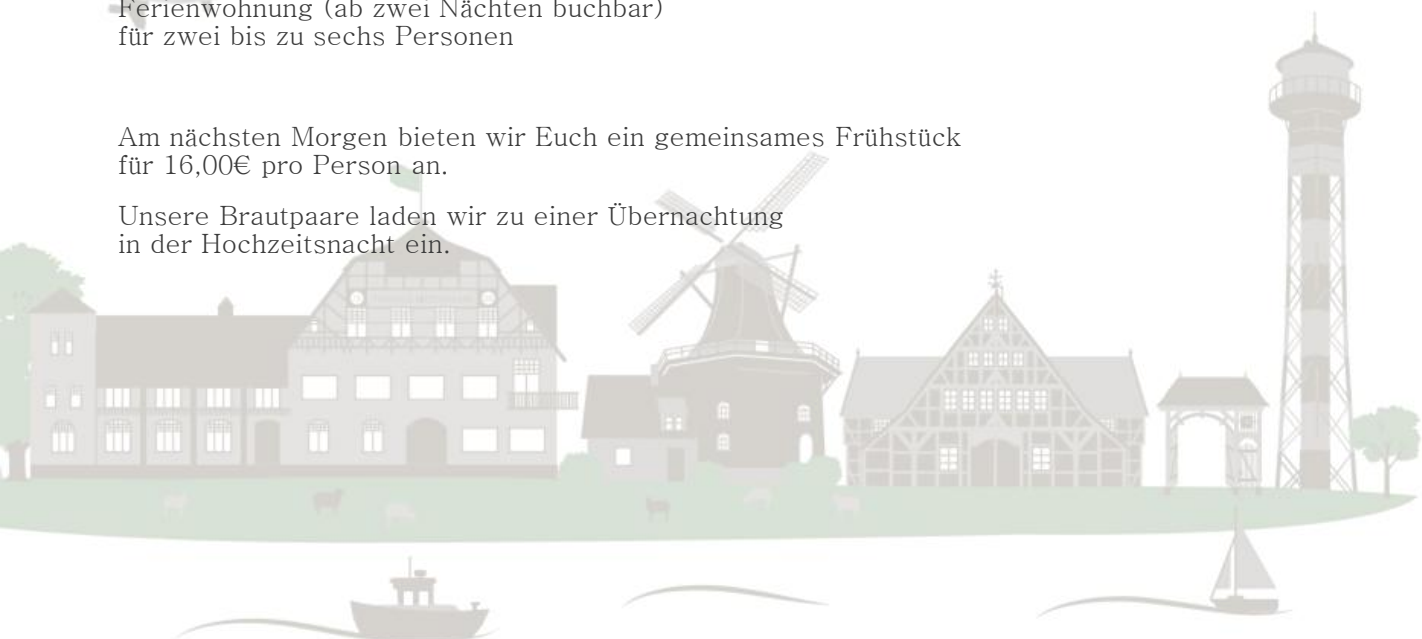 Ferienwohnung (ab zwei Nächten buchbar)
für zwei bis zu sechs Personen
Am nächsten Morgen bieten wir Euch ein gemeinsames Frühstück
für 16,00€ pro Person an.
Unsere Brautpaare laden wir zu einer Übernachtung
in der Hochzeitsnacht ein.